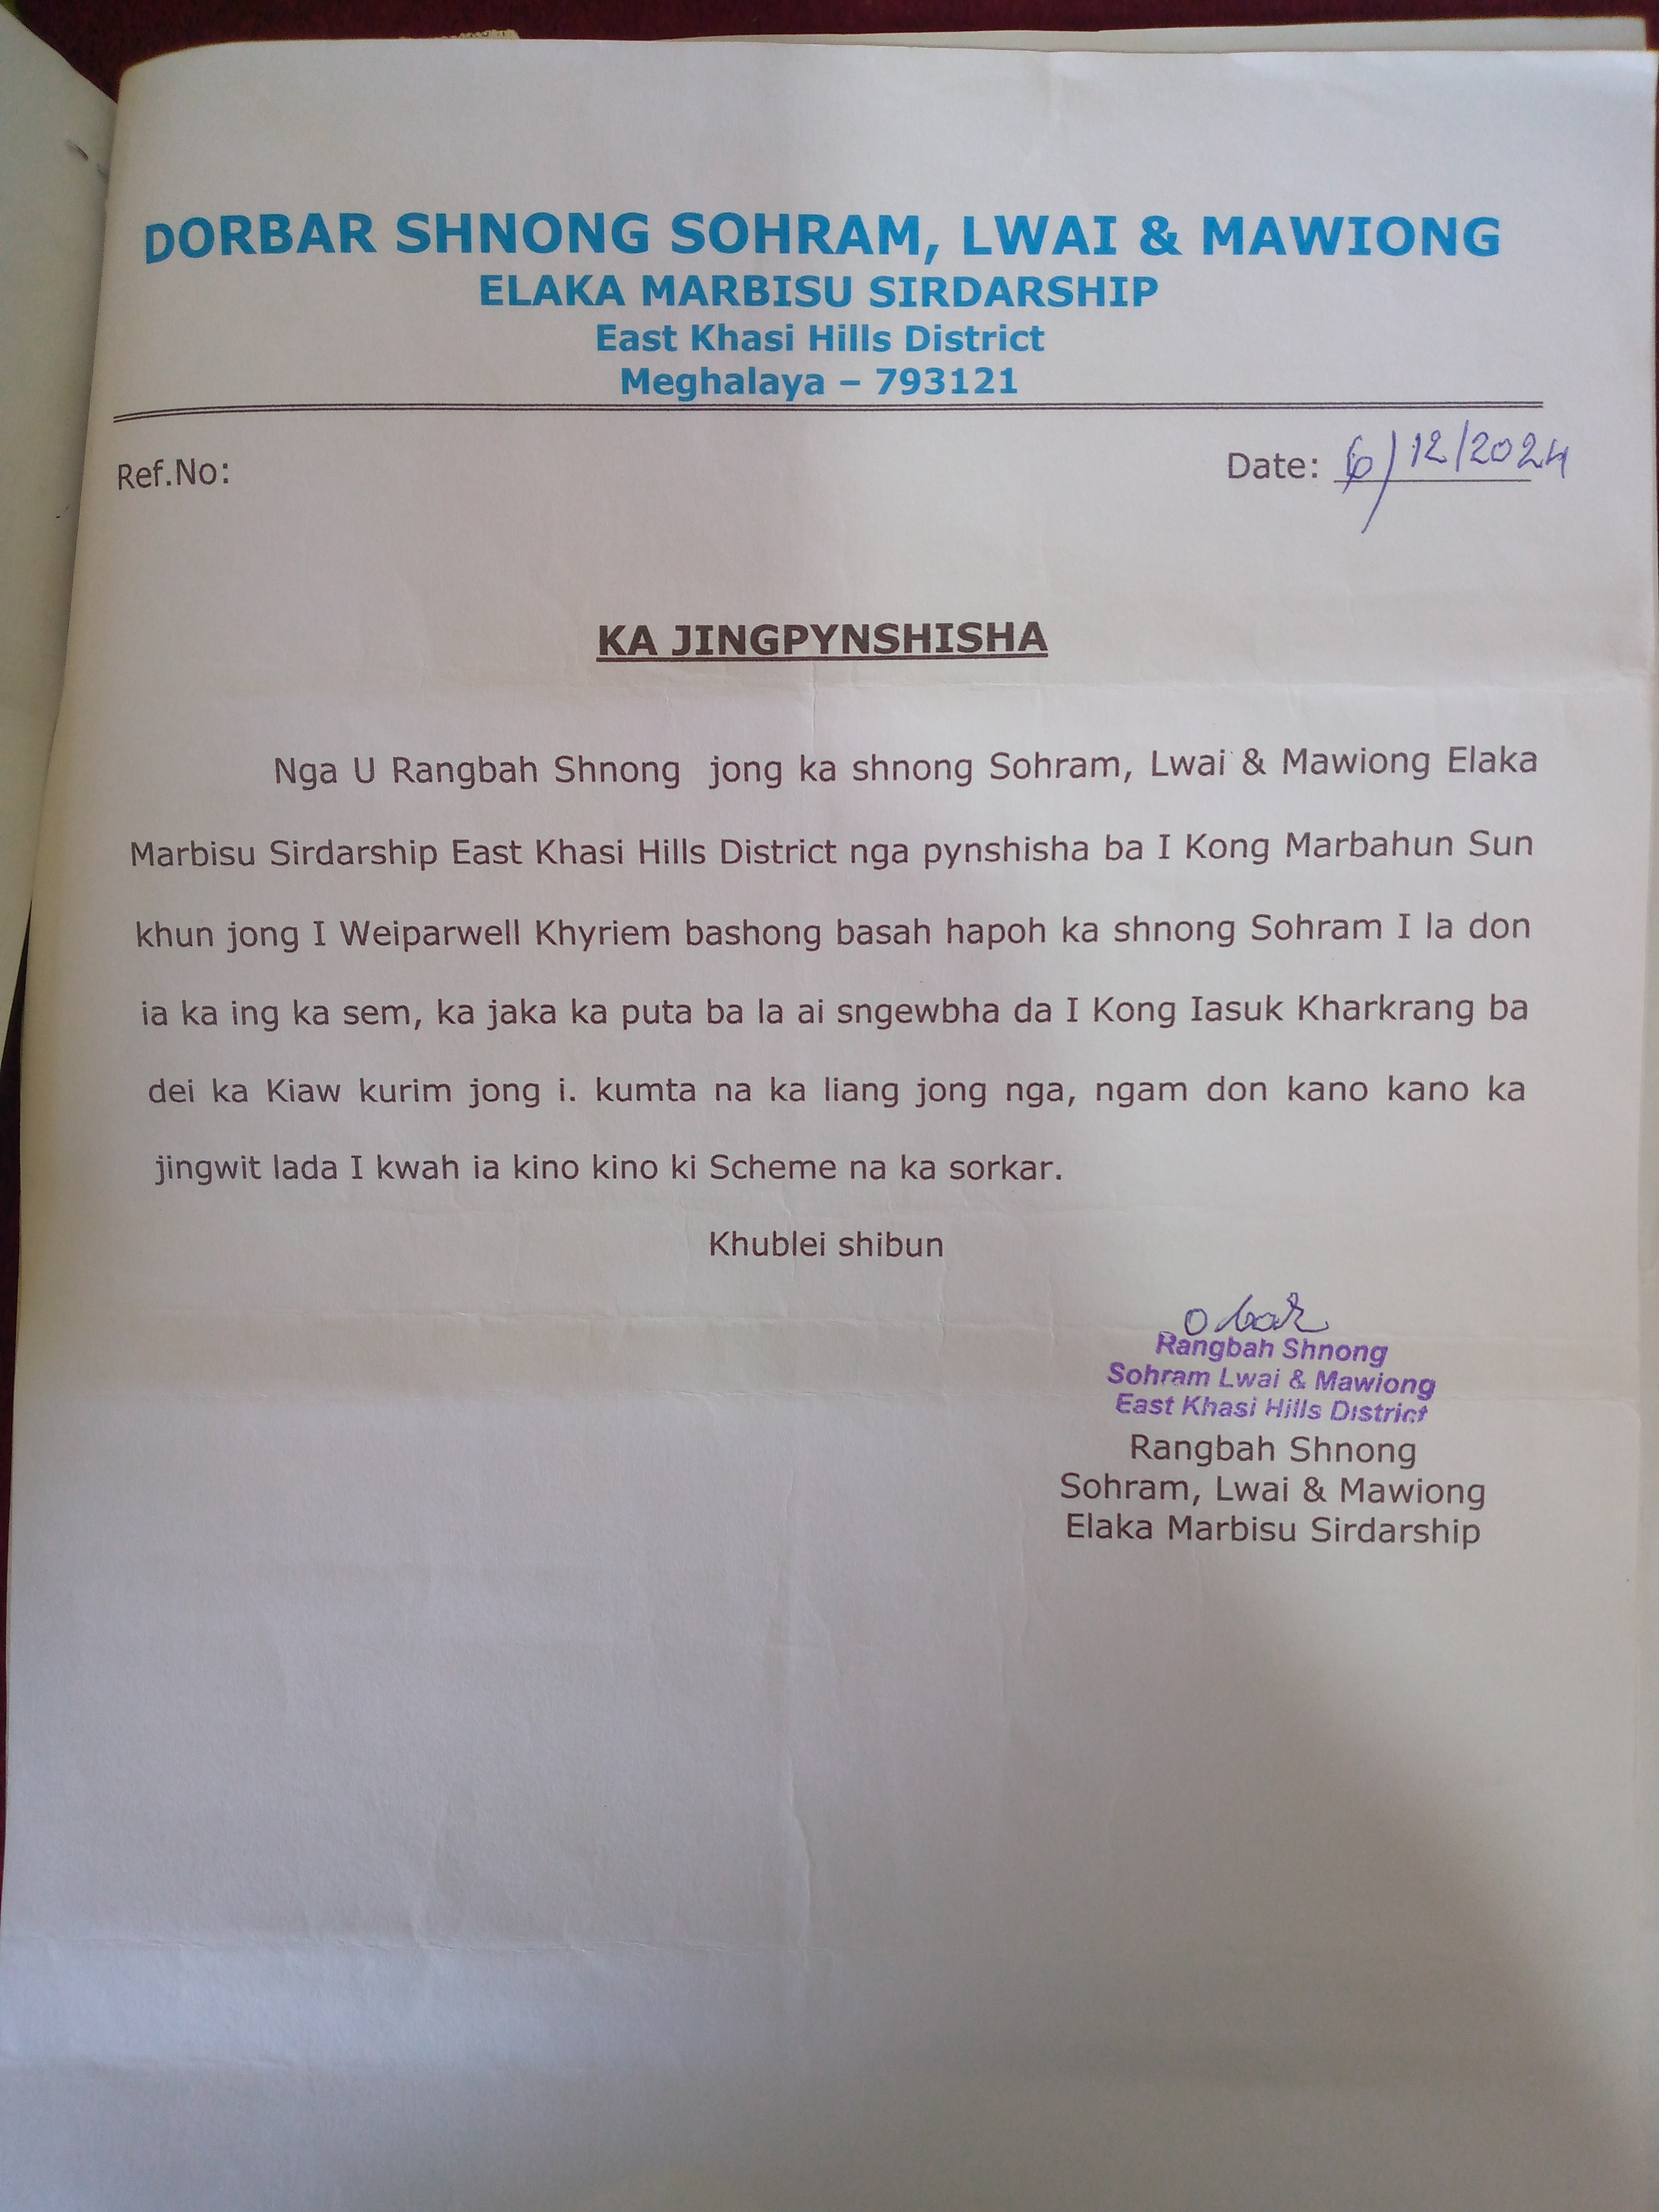 DORBAR SHNONG SOHRAM, LWAI & MAWIONG
ELAKA MARBISU SIRDARSHIP
East Khasi Hills District
Meghalaya – 793121
Ref.No:
Date: 6/12/2024
KA JINGPYNSHISHA
Nga U Rangbah Shnong jong ka shnong Sohram, Lwai & Mawiong Elaka
Marbisu Sirdarship East Khasi Hills District nga pynshisha ba I Kong Marbahun Sun
khun jong I Weiparwell Khyriem bashong basah hapoh ka shnong Sohram I la don
ia ka ing ka sem, ka jaka ka puta ba la ai sngewbha da I Kong Iasuk Kharkrang ba
dei ka Kiaw kurim jong i. kumta na ka liang jong nga, ngam don kano kano ka
jingwit lada I kwah ia kino kino ki Scheme na ka sorkar.
Khublei shibun
Rangbah Shnong
Sohram Lwai & Mawiong
East Khasi Hills District
Rangbah Shnong
Sohram, Lwai & Mawiong
Elaka Marbisu Sirdarship